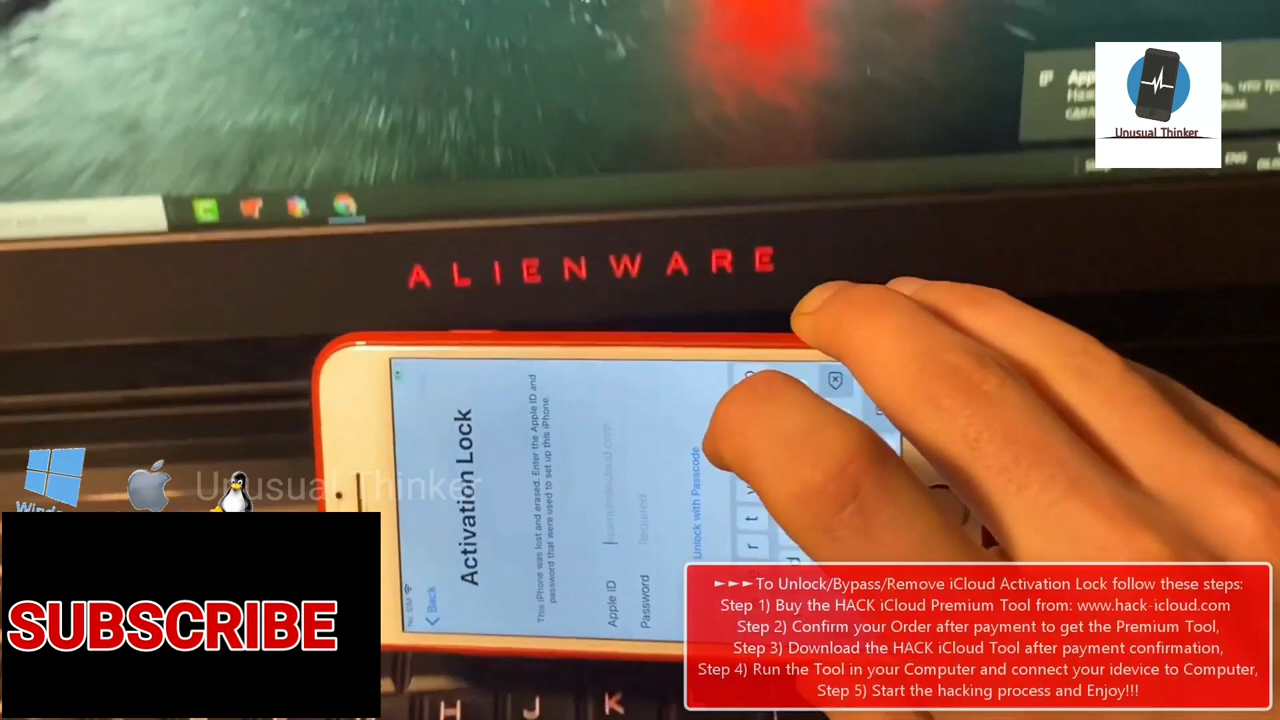 Unusual Thinker
ENG
ALIENWARE
Unusual Thinker
No SIM
Back
Activation Lock
This iPhone was lost and erased. Enter the Apple ID and
password that were used to set up this iPhone.
Apple ID
Password Required
Unlock with Passcode
r t
d
H J K
SUBSCRIBE
►►►To Unlock/Bypass/Remove iCloud Activation Lock follow these steps:
Step 1) Buy the HACK iCloud Premium Tool from: www.hack-icloud.com
Step 2) Confirm your Order after payment to get the Premium Tool,
Step 3) Download the HACK iCloud Tool after payment confirmation,
Step 4) Run the Tool in your Computer and connect your idevice to Computer,
Step 5) Start the hacking process and Enjoy!!!